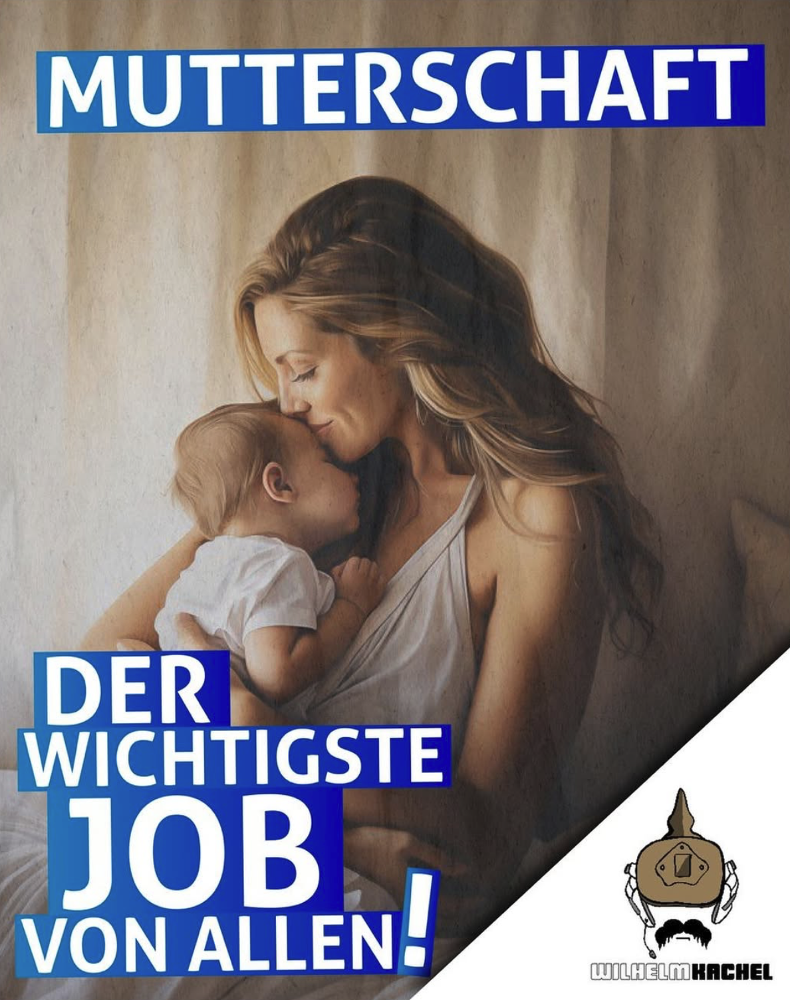 MUTTERSCHAFT
DER
WICHTIGSTE
JOB
VON ALLEN!
WILHELMKACHEL